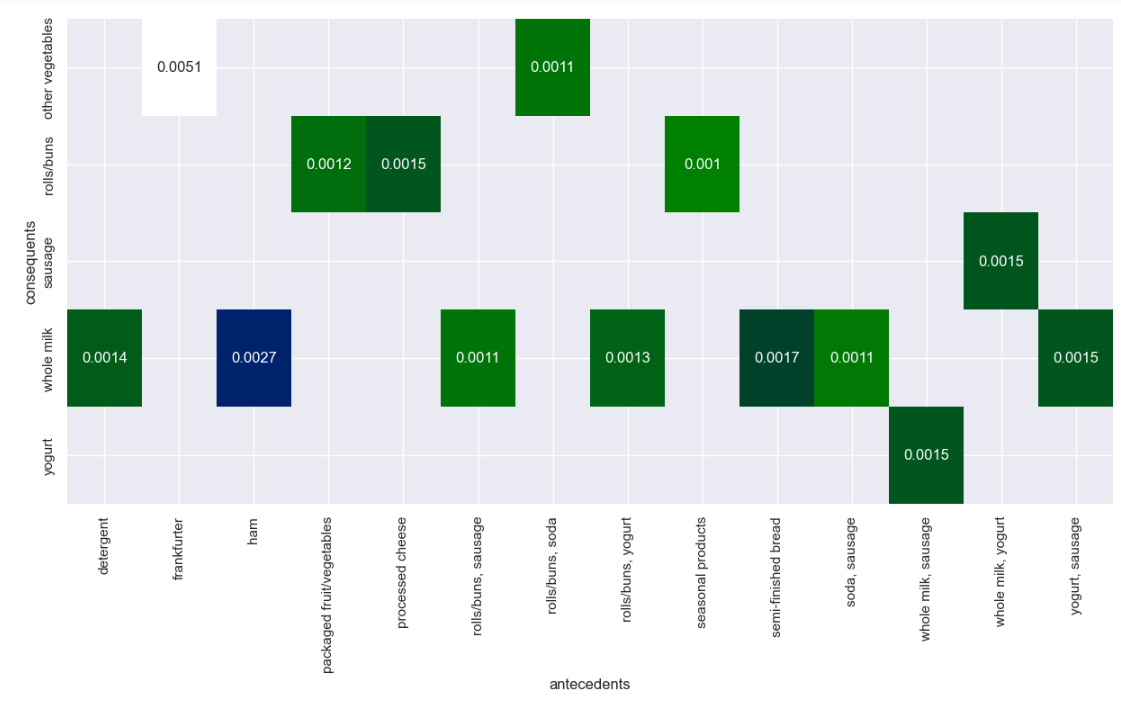 other vegetables
0.0051
0.0011
rolls/buns
0.0012
0.0015
0.001
consequents
sausage
0.0015
whole milk
0.0014
0.0027
0.0011
0.0013
0.0017
0.0011
0.0015
yogurt
0.0015
detergent
frankfurter
ham
packaged fruit/vegetables
processed cheese
rolls/buns, sausage
rolls/buns, soda
rolls/buns, yogurt
seasonal products
semi-finished bread
soda, sausage
whole milk, sausage
whole milk, yogurt
yogurt, sausage
antecedents